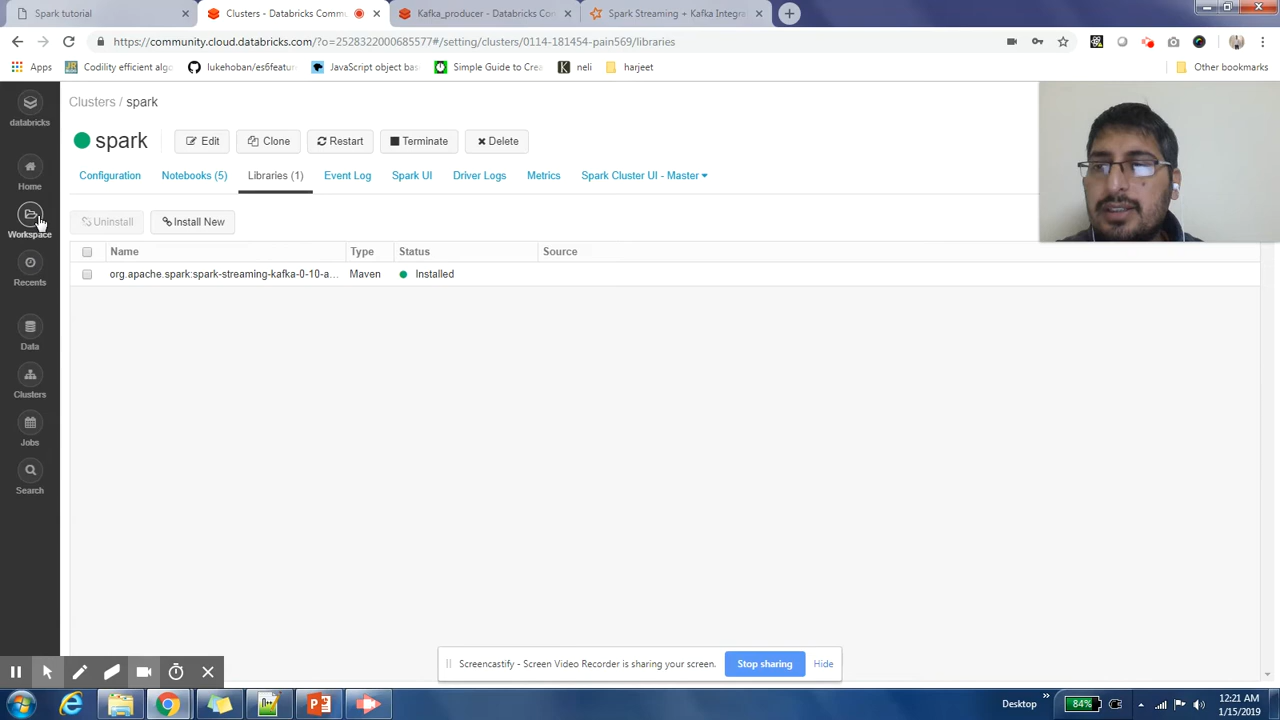 Spark tutorial
Clusters - Databricks Commu
Kafka_producer - Databricks Com
Spark Streaming + Kafka Integra
https://community.cloud.databricks.com/?o=2528322000685577#/setting/clusters/0114-181454-pain569/libraries
Apps
Codility efficient algo
lukehoban/es6featur
JavaScript object bas
Simple Guide to Crea
neli
harjeet
Other bookmarks
databricks
Home
Workspace
Recents
Data
Clusters
Jobs
Search
Clusters / spark
spark
Edit
Clone
Restart
Terminate
Delete
Configuration
Notebooks (5)
Libraries (1)
Event Log
Spark UI
Driver Logs
Metrics
Spark Cluster UI - Master
Uninstall
Install New
Name Type Status Source
org.apache.spark:spark-streaming-kafka-0-10-a... Maven Installed
Screencastify - Screen Video Recorder is sharing your screen.
Stop sharing
Hide
Desktop
84%
12:21 AM
1/15/2019